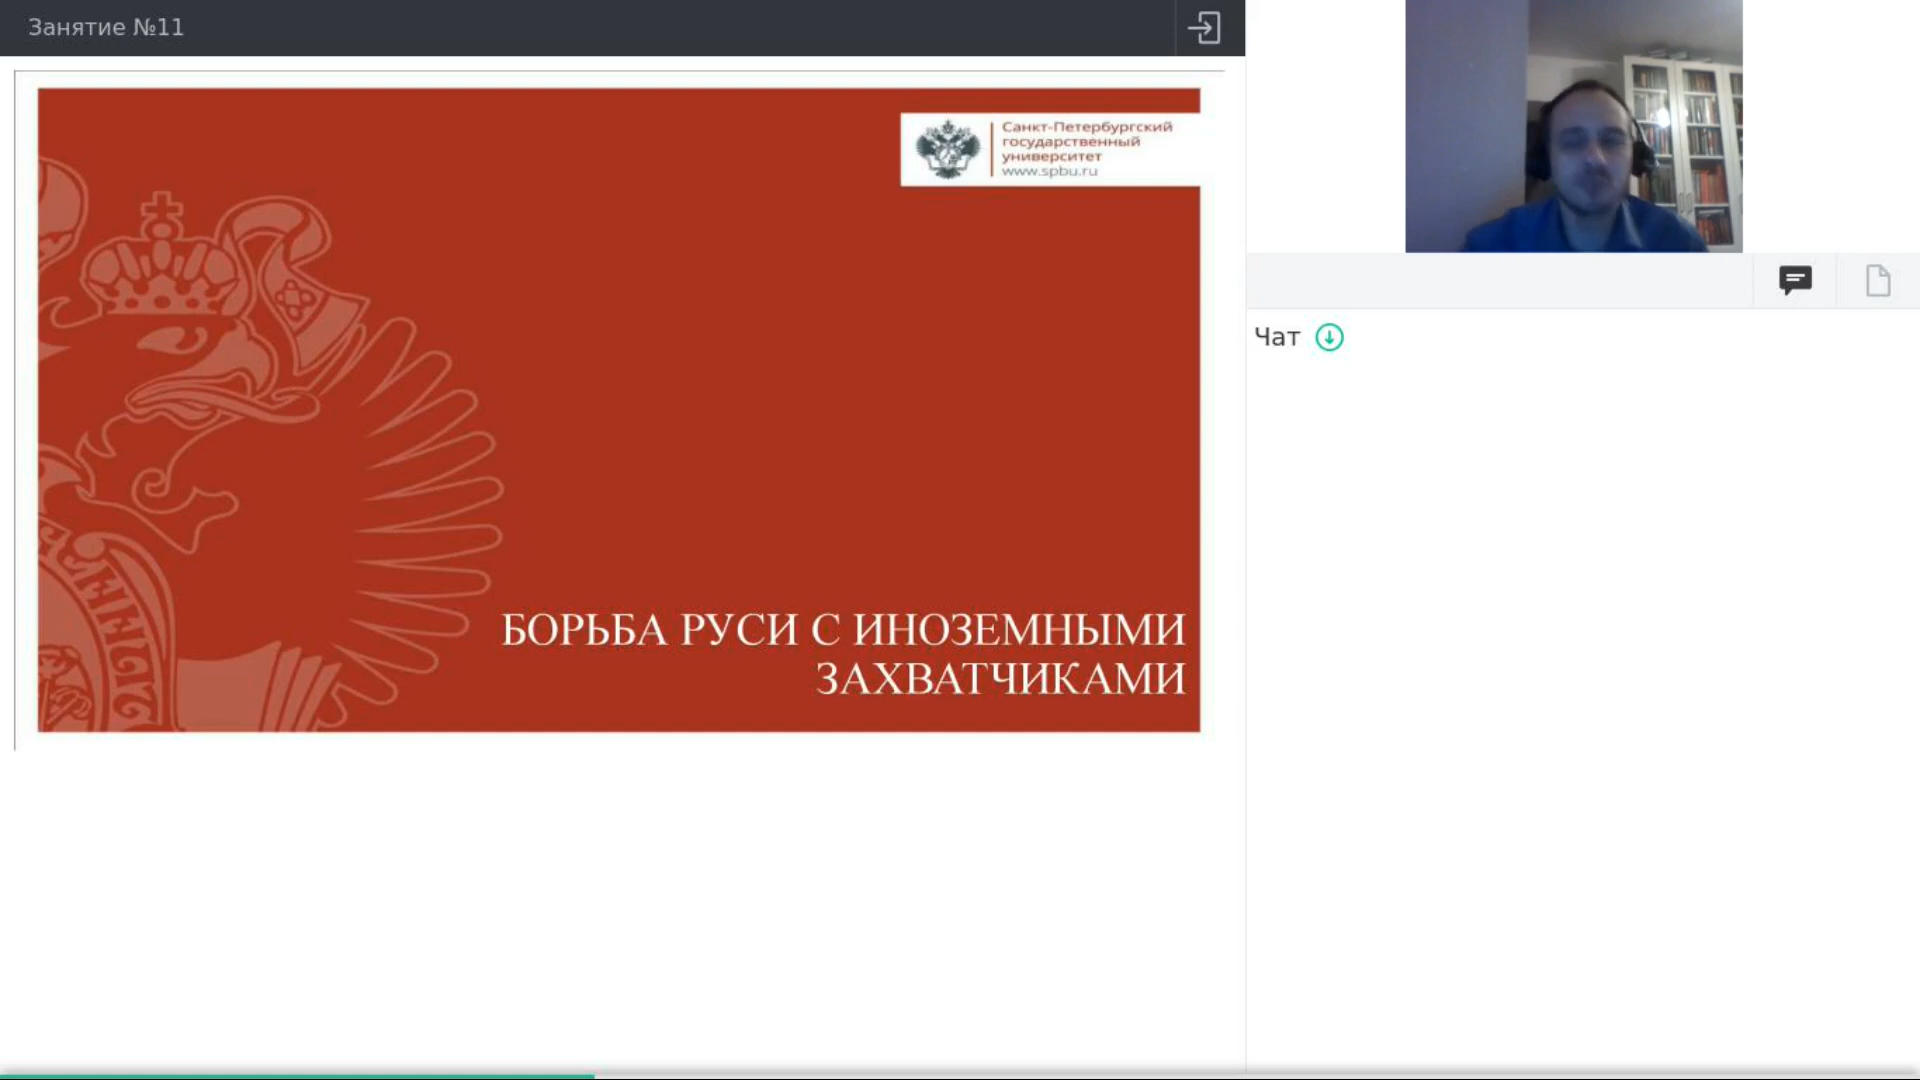 Занятие №11
Санкт-Петербургский
государственный
университет
www.spbu.ru
БОРЬБА РУСИ С ИНОЗЕМНЫМИ
ЗАХВАТЧИКАМИ
Чат